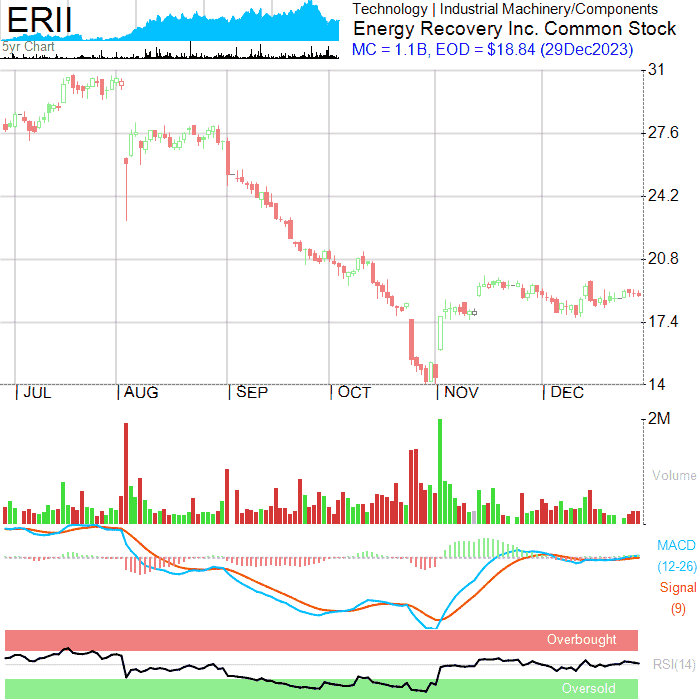 ERII
5yr Chart
Technology | Industrial Machinery/Components
Energy Recovery Inc. Common Stock
MC = 1.1B, EOD = $18.84 (29Dec2023)
31
27.6
24.2
20.8
17.4
14
JUL AUG SEP OCT NOV DEC
2M
Volume
MACD
(12-26)
Signal
(9)
Overbought
RSI(14)
Oversold